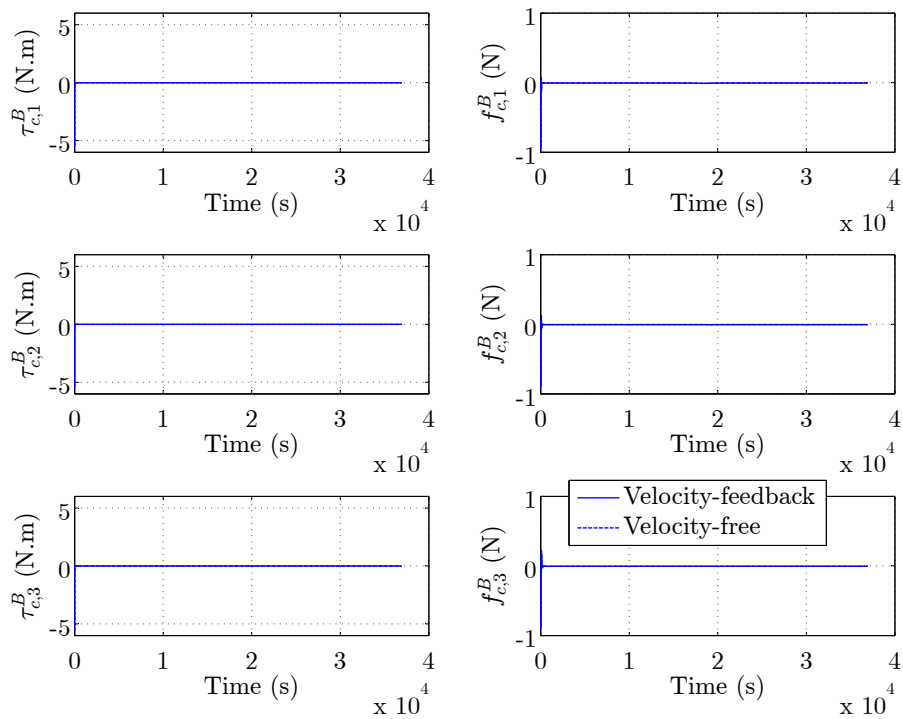 τ^B_{c,1} (N.m)
5
0
-5
0 1 2 3 4
Time (s)
x 10^4
f^B_{c,1} (N)
1
0
-1
0 1 2 3 4
Time (s)
x 10^4
τ^B_{c,2} (N.m)
5
0
-5
0 1 2 3 4
Time (s)
x 10^4
f^B_{c,2} (N)
1
0
-1
0 1 2 3 4
Time (s)
x 10^4
τ^B_{c,3} (N.m)
5
0
-5
0 1 2 3 4
Time (s)
x 10^4
f^B_{c,3} (N)
1
0
-1
Velocity-feedback
Velocity-free
0 1 2 3 4
Time (s)
x 10^4